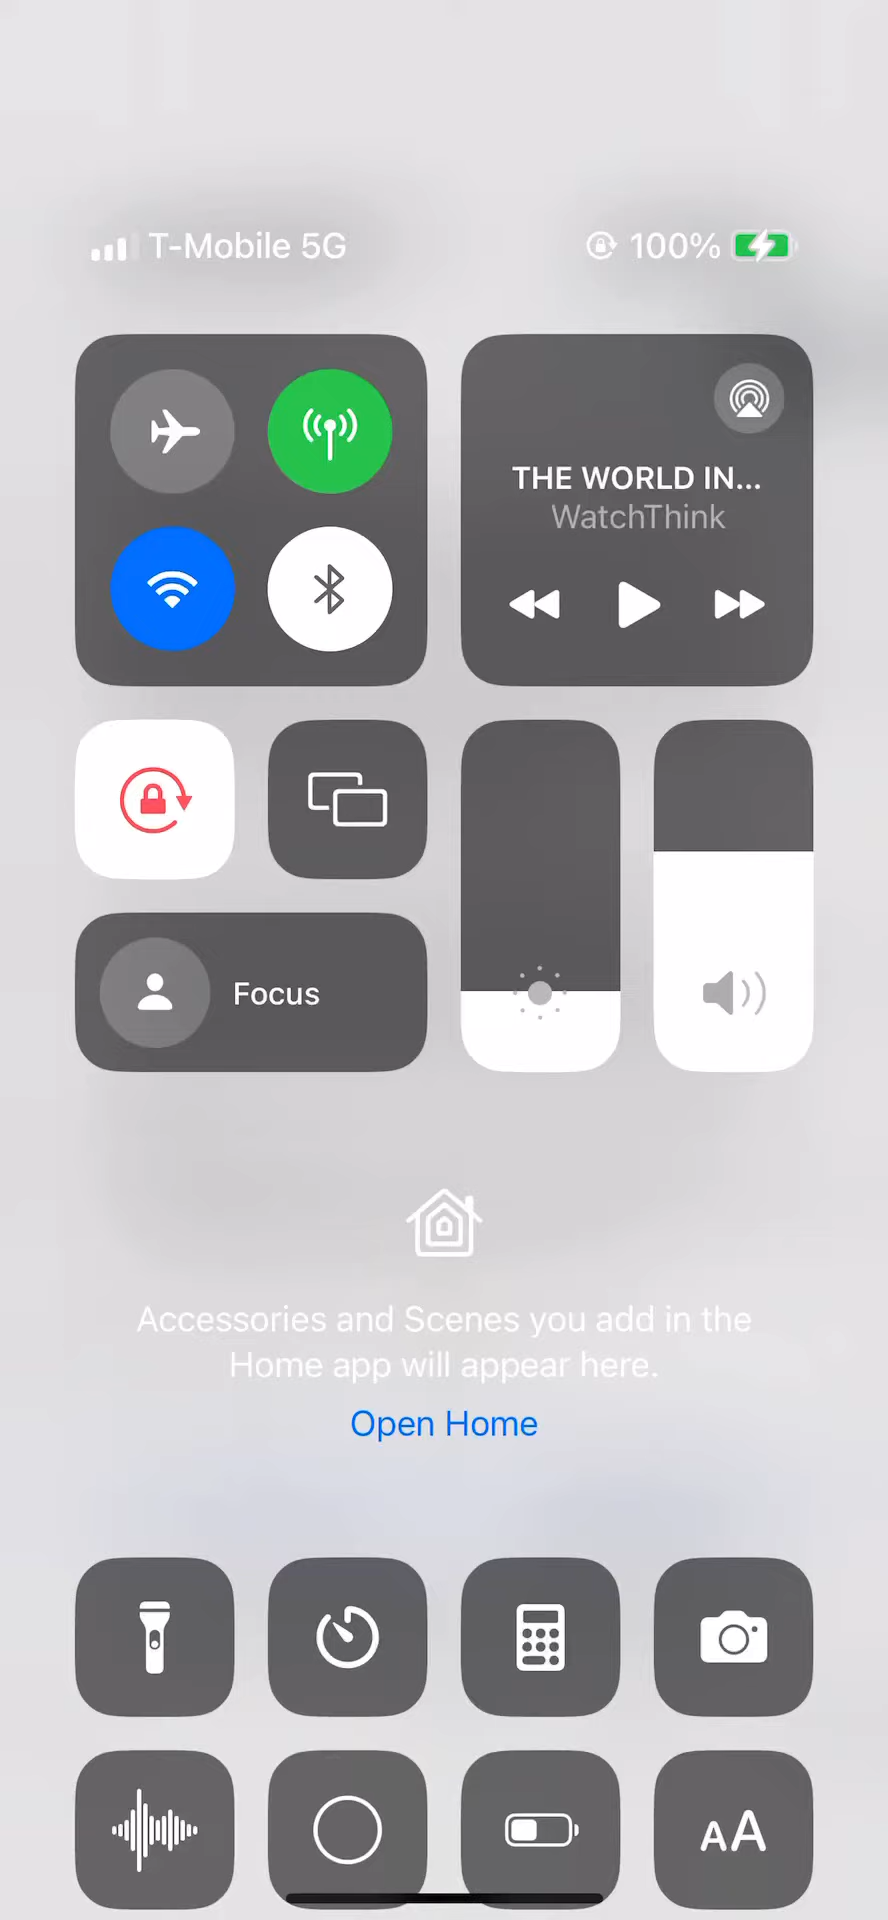 T-Mobile 5G
100%
THE WORLD IN...
WatchThink
Focus
Accessories and Scenes you add in the
Home app will appear here.
Open Home
AA